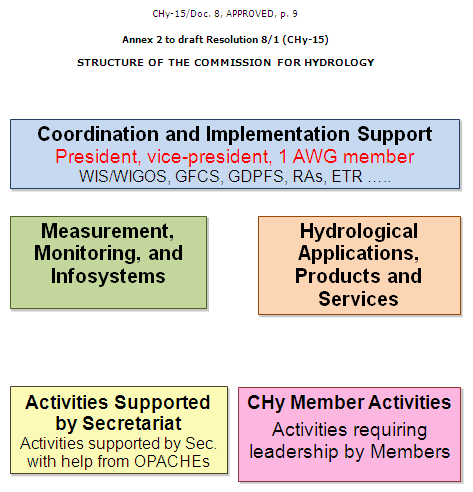 CHy-15/Doc. 8, APPROVED, p. 9
Annex 2 to draft Resolution 8/1 (CHy-15)
STRUCTURE OF THE COMMISSION FOR HYDROLOGY
Coordination and Implementation Support
President, vice-president, 1 AWG member
WIS/WIGOS, GFCS, GDPFS, RAs, ETR .....
Measurement,
Monitoring, and
Infosystems
Hydrological
Applications,
Products and
Services
Activities Supported
by Secretariat
Activities supported by Sec.
with help from OPACHEs
CHy Member Activities
Activities requiring
leadership by Members